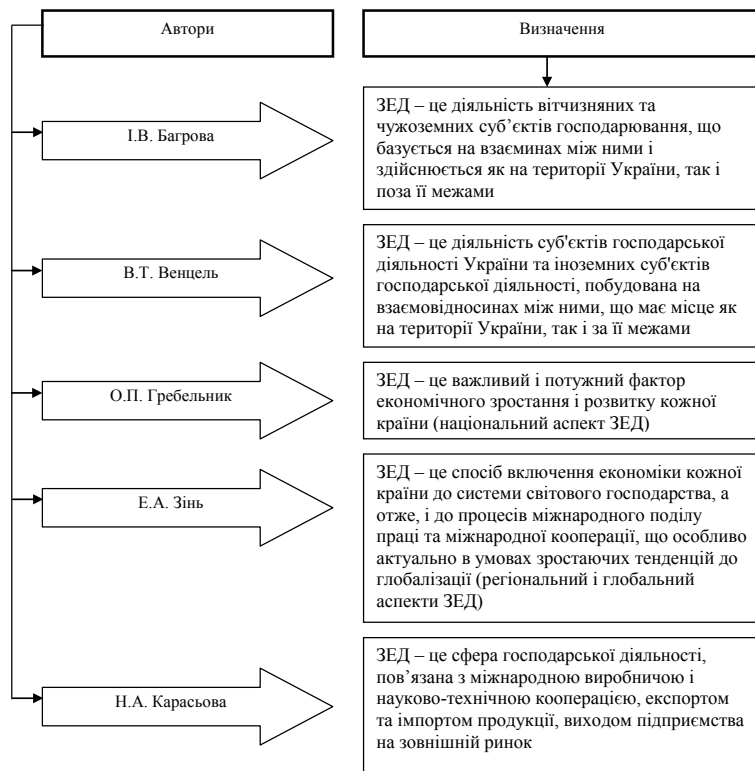 Автори
Визначення
І.В. Багрова
ЗЕД – це діяльність вітчизняних та
чужоземних суб’єктів господарювання, що
базується на взаєминах між ними і
здійснюється як на території України, так і
поза її межами
В.Т. Венцель
ЗЕД – це діяльність суб'єктів господарської
діяльності України та іноземних суб'єктів
господарської діяльності, побудована на
взаємовідносинах між ними, що має місце як
на території України, так і за її межами
О.П. Гребельник
ЗЕД – це важливий і потужний фактор
економічного зростання і розвитку кожної
країни (національний аспект ЗЕД)
Е.А. Зінь
ЗЕД – це спосіб включення економіки кожної
країни до системи світового господарства, а
отже, і до процесів міжнародного поділу
праці та міжнародної кооперації, що особливо
актуально в умовах зростаючих тенденцій до
глобалізації (регіональний і глобальний
аспекти ЗЕД)
Н.А. Карасьова
ЗЕД – це сфера господарської діяльності,
пов’язана з міжнародною виробничою і
науково-технічною кооперацією, експортом
та імпортом продукції, виходом підприємства
на зовнішній ринок